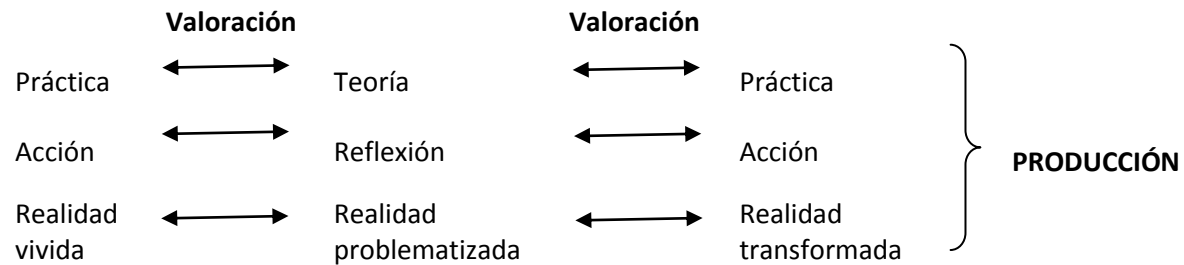 Valoración Valoración
Práctica Teoría Práctica
Acción Reflexión Acción
PRODUCCIÓN
Realidad Realidad Realidad
vivida problematizada transformada